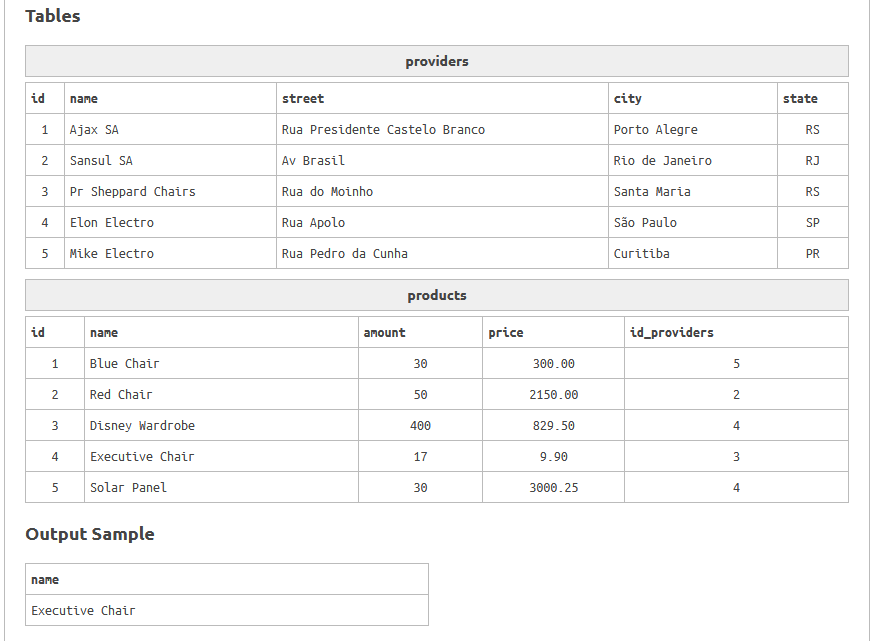 Tables
providers
id name street city state
1 Ajax SA Rua Presidente Castelo Branco Porto Alegre RS
2 Sansul SA Av Brasil Rio de Janeiro RJ
3 Pr Sheppard Chairs Rua do Moinho Santa Maria RS
4 Elon Electro Rua Apolo São Paulo SP
5 Mike Electro Rua Pedro da Cunha Curitiba PR
products
id name amount price id_providers
1 Blue Chair 30 300.00 5
2 Red Chair 50 2150.00 2
3 Disney Wardrobe 400 829.50 4
4 Executive Chair 17 9.90 3
5 Solar Panel 30 3000.25 4
Output Sample
name
Executive Chair